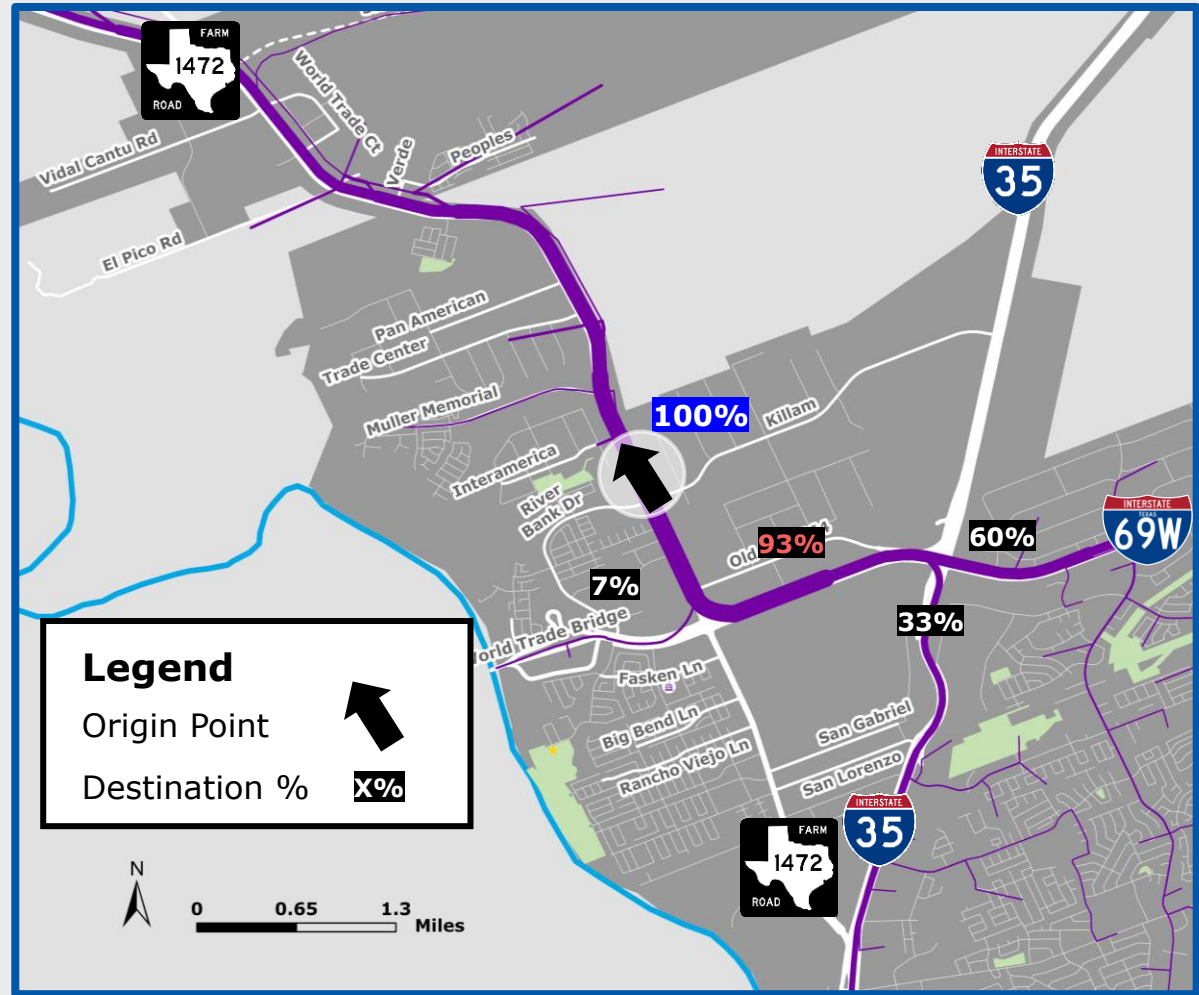 FARM
1472
ROAD
World Trade Ct
Vidal Cantu Rd
Verde
Peoples
INTERSTATE
35
El Pico Rd
Pan American
Trade Center
Muller Memorial
100%
Killam
Interamerica
River
Bank Dr
INTERSTATE
TEXAS
69W
60%
Old
93%
7%
33%
orld Trade Bridge
Legend
Origin Point
Destination % X%
Fasken Ln
Big Bend Ln
San Gabriel
Rancho Viejo Ln
San Lorenzo
INTERSTATE
35
FARM
1472
ROAD
N
0 0.65 1.3
Miles